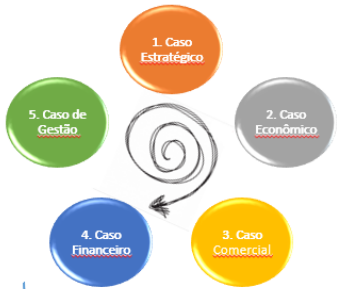 1. Caso
Estratégico
2. Caso
Econômico
3. Caso
Comercial
4. Caso
Financeiro
5. Caso de
Gestão